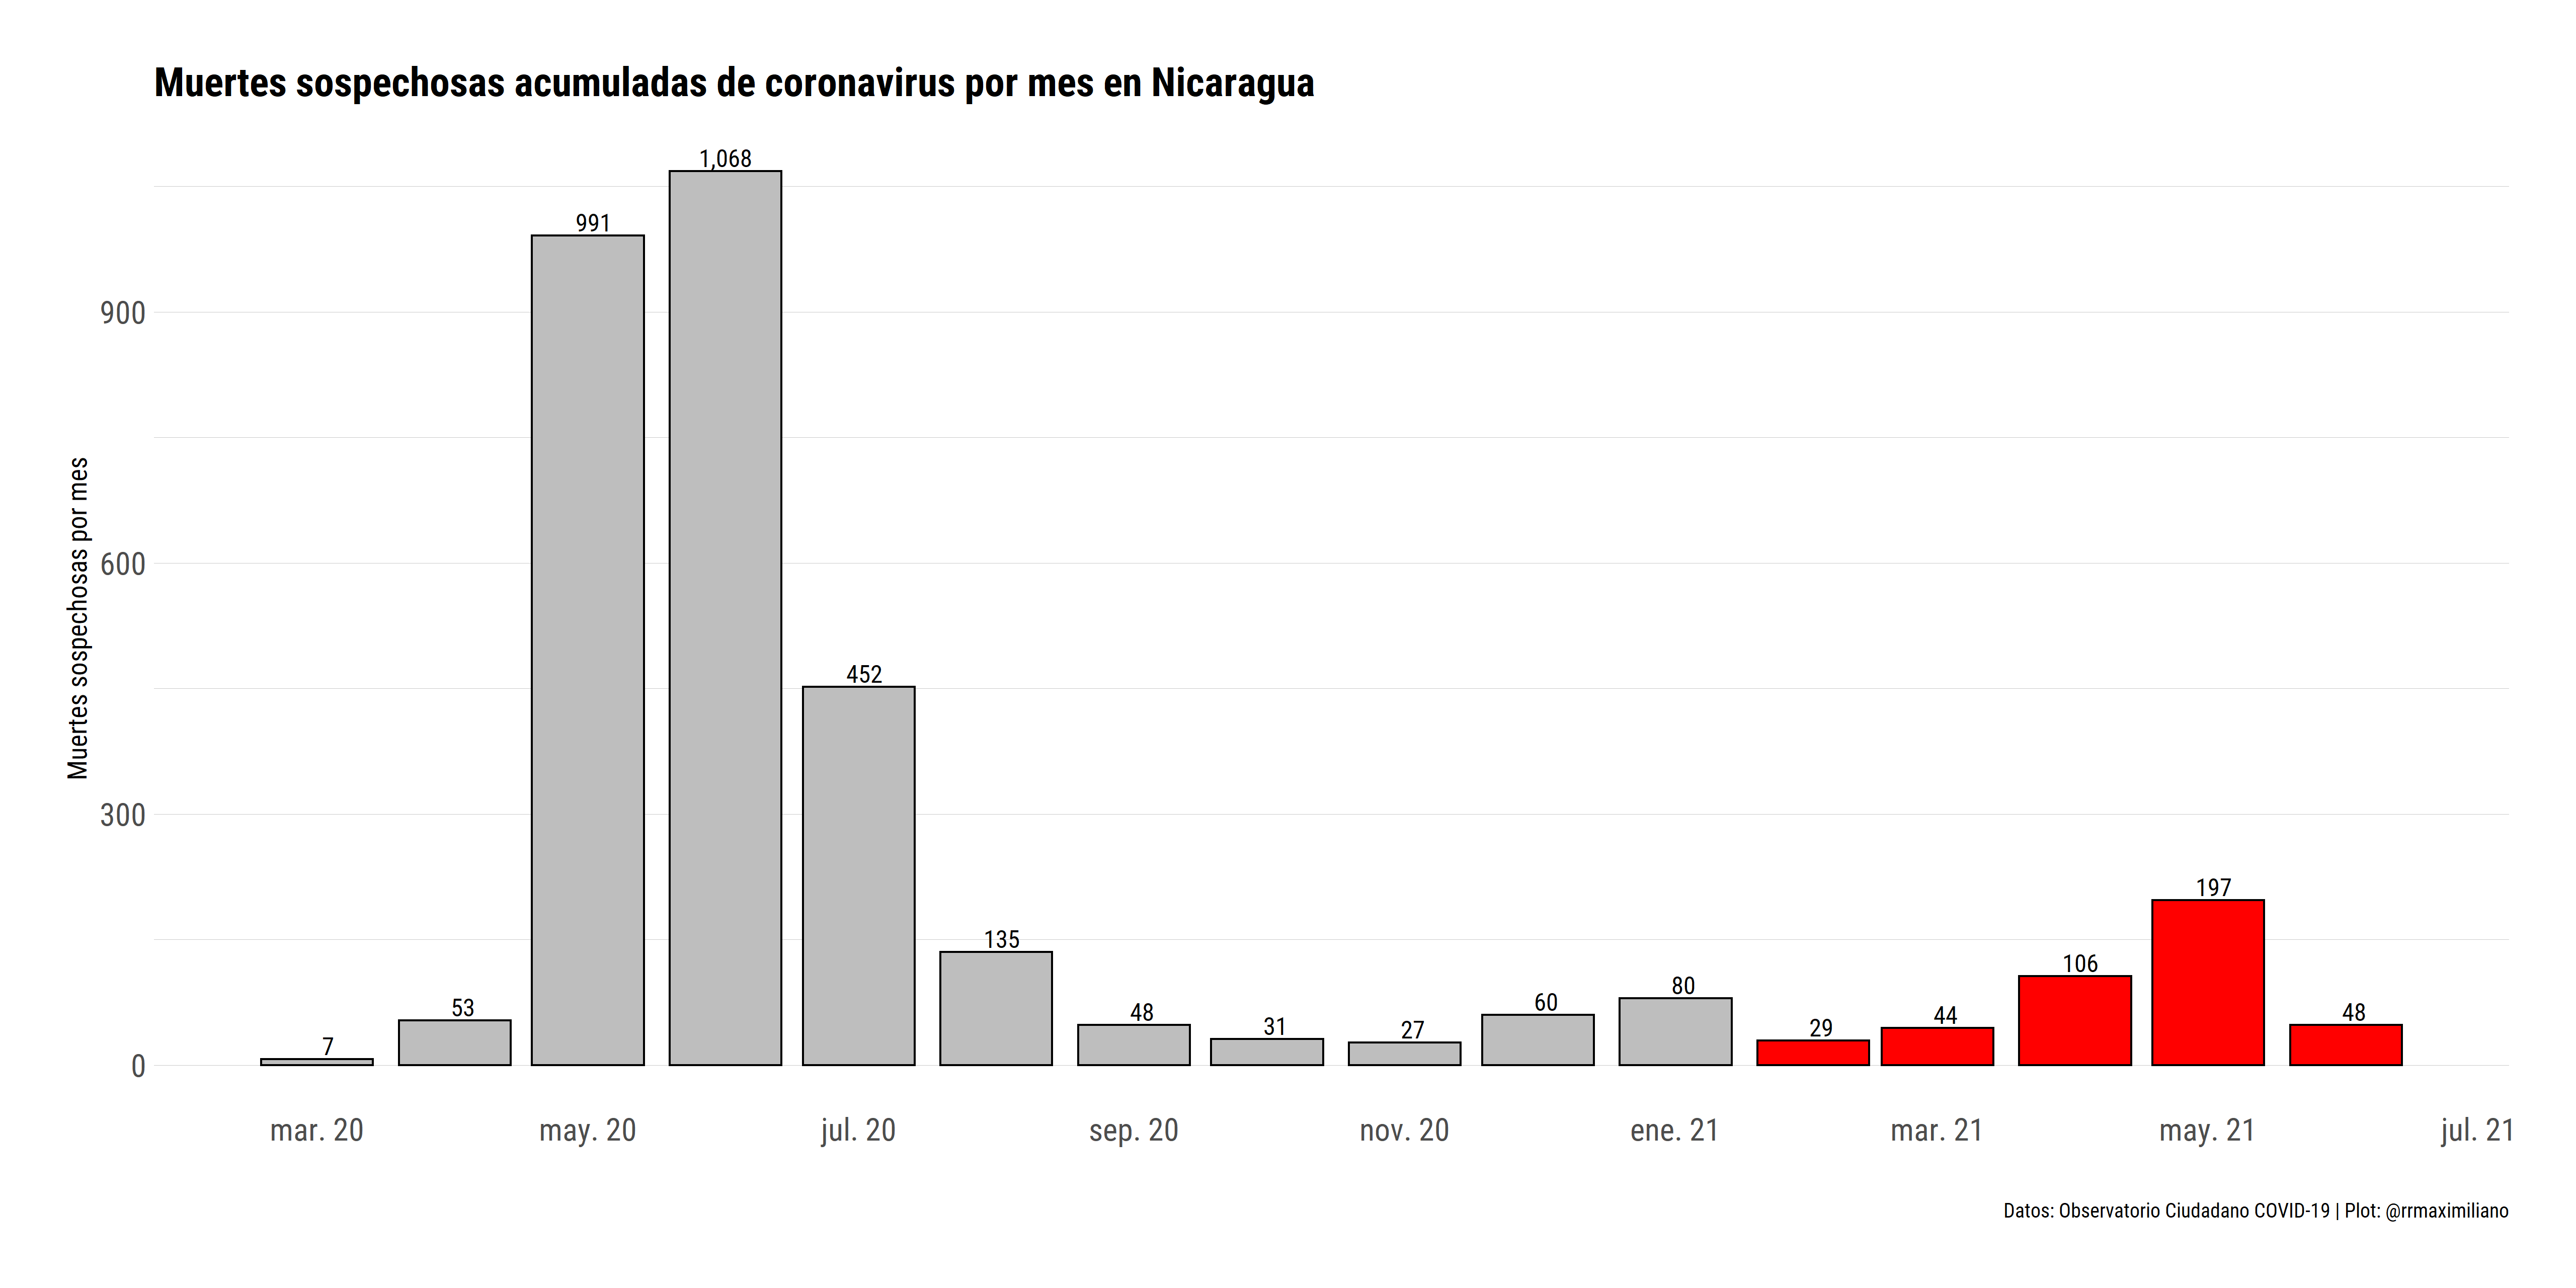 Muertes sospechosas acumuladas de coronavirus por mes en Nicaragua
Muertes sospechosas por mes
900
600
300
0
7
53
991
1,068
452
135
48
31
27
60
80
29
44
106
197
48
mar. 20
may. 20
jul. 20
sep. 20
nov. 20
ene. 21
mar. 21
may. 21
jul. 21
Datos: Observatorio Ciudadano COVID-19 | Plot: @rrmaximiliano